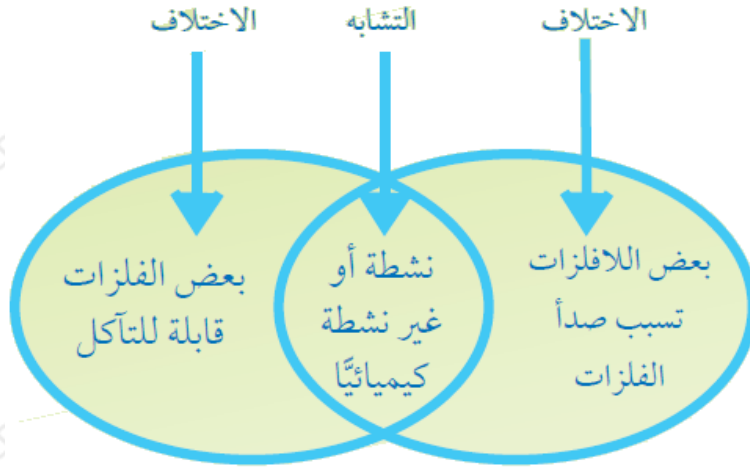 الاختلاف
التشابه
الاختلاف
بعض اللافلزات
تسبب صدأ
الفلزات
نشطة أو
غير نشطة
كيميائيًّا
بعض الفلزات
قابلة للتآكل